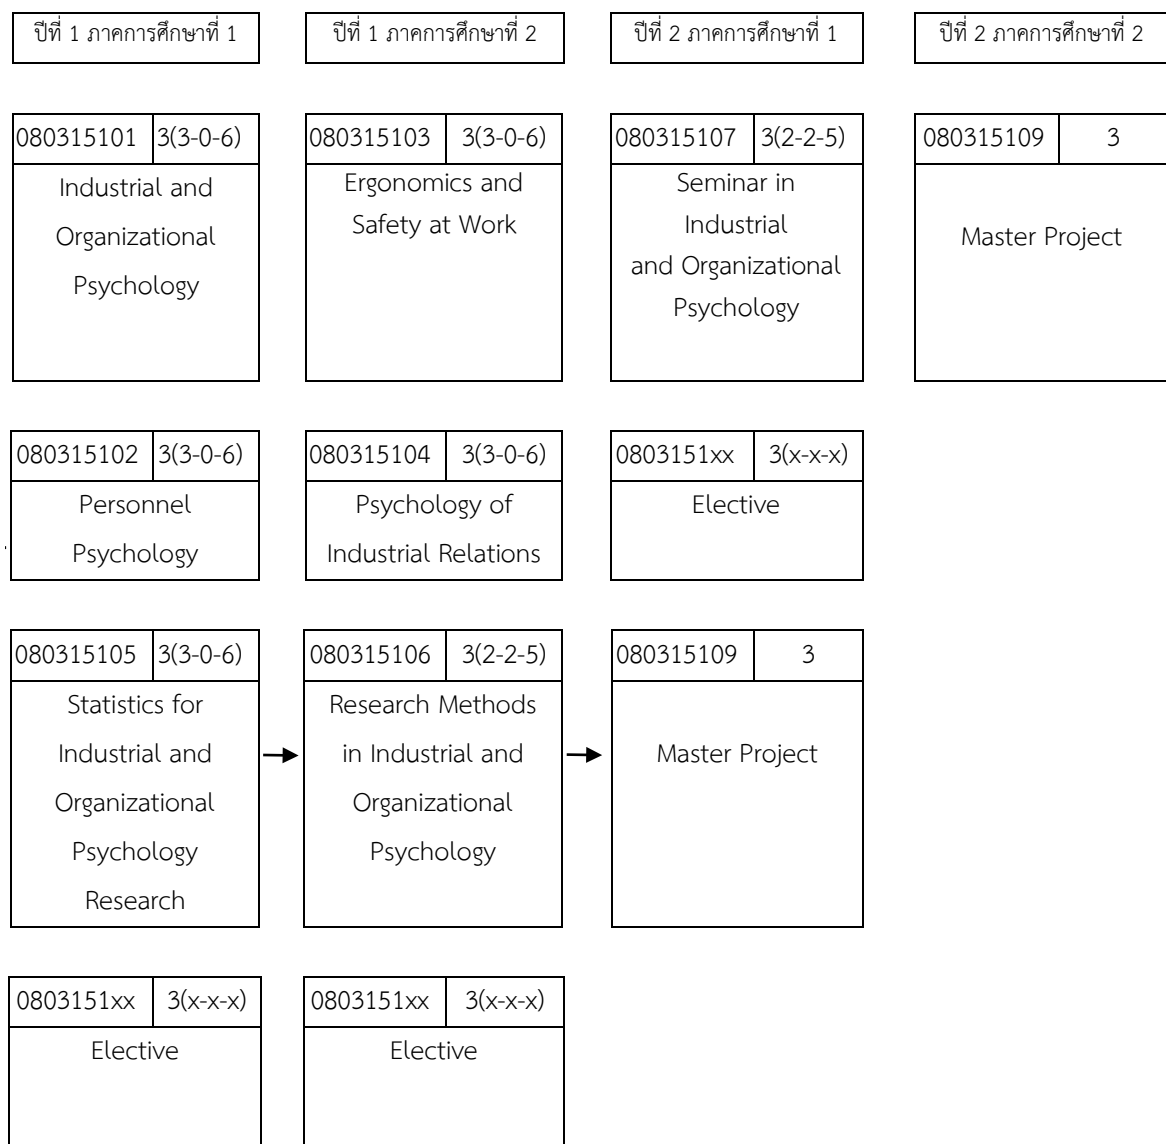 ปีที่ 1 ภาคการศึกษาที่ 1
ปีที่ 1 ภาคการศึกษาที่ 2
ปีที่ 2 ภาคการศึกษาที่ 1
ปีที่ 2 ภาคการศึกษาที่ 2
080315101 3(3-0-6)
Industrial and
Organizational
Psychology
080315103 3(3-0-6)
Ergonomics and
Safety at Work
080315107 3(2-2-5)
Seminar in
Industrial
and Organizational
Psychology
080315109 3
Master Project
080315102 3(3-0-6)
Personnel
Psychology
080315104 3(3-0-6)
Psychology of
Industrial Relations
0803151xx 3(x-x-x)
Elective
080315105 3(3-0-6)
Statistics for
Industrial and
Organizational
Psychology
Research
080315106 3(2-2-5)
Research Methods
in Industrial and
Organizational
Psychology
080315109 3
Master Project
0803151xx 3(x-x-x)
Elective
0803151xx 3(x-x-x)
Elective